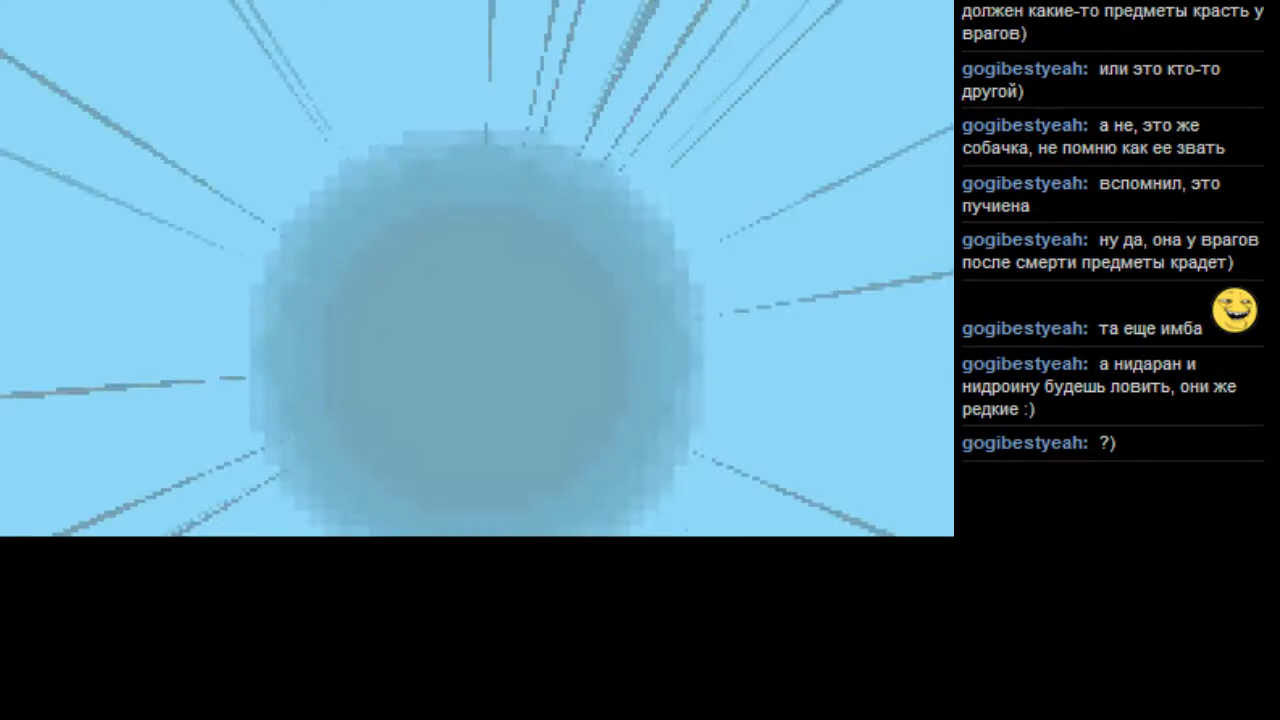 должен какие-то предметы красть у
врагов)
gogibestyeah: или это кто-то
другой)
gogibestyeah: а не, это же
собачка, не помню как ее звать
gogibestyeah: вспомнил, это
пучиена
gogibestyeah: ну да, она у врагов
после смерти предметы крадет)
gogibestyeah: та еще имба
gogibestyeah: а нидаран и
нидроину будешь ловить, они же
редкие :)
gogibestyeah: ?)